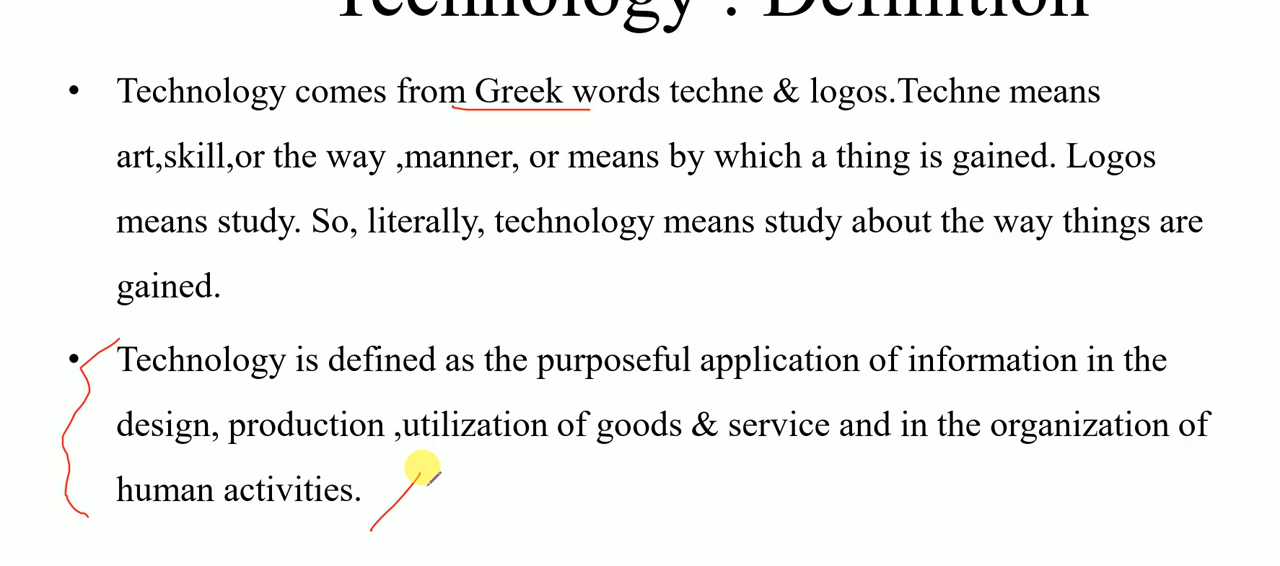 Technology : Definition
• Technology comes from Greek words techne & logos.Techne means
art,skill,or the way ,manner, or means by which a thing is gained. Logos
means study. So, literally, technology means study about the way things are
gained.
• Technology is defined as the purposeful application of information in the
design, production ,utilization of goods & service and in the organization of
human activities.